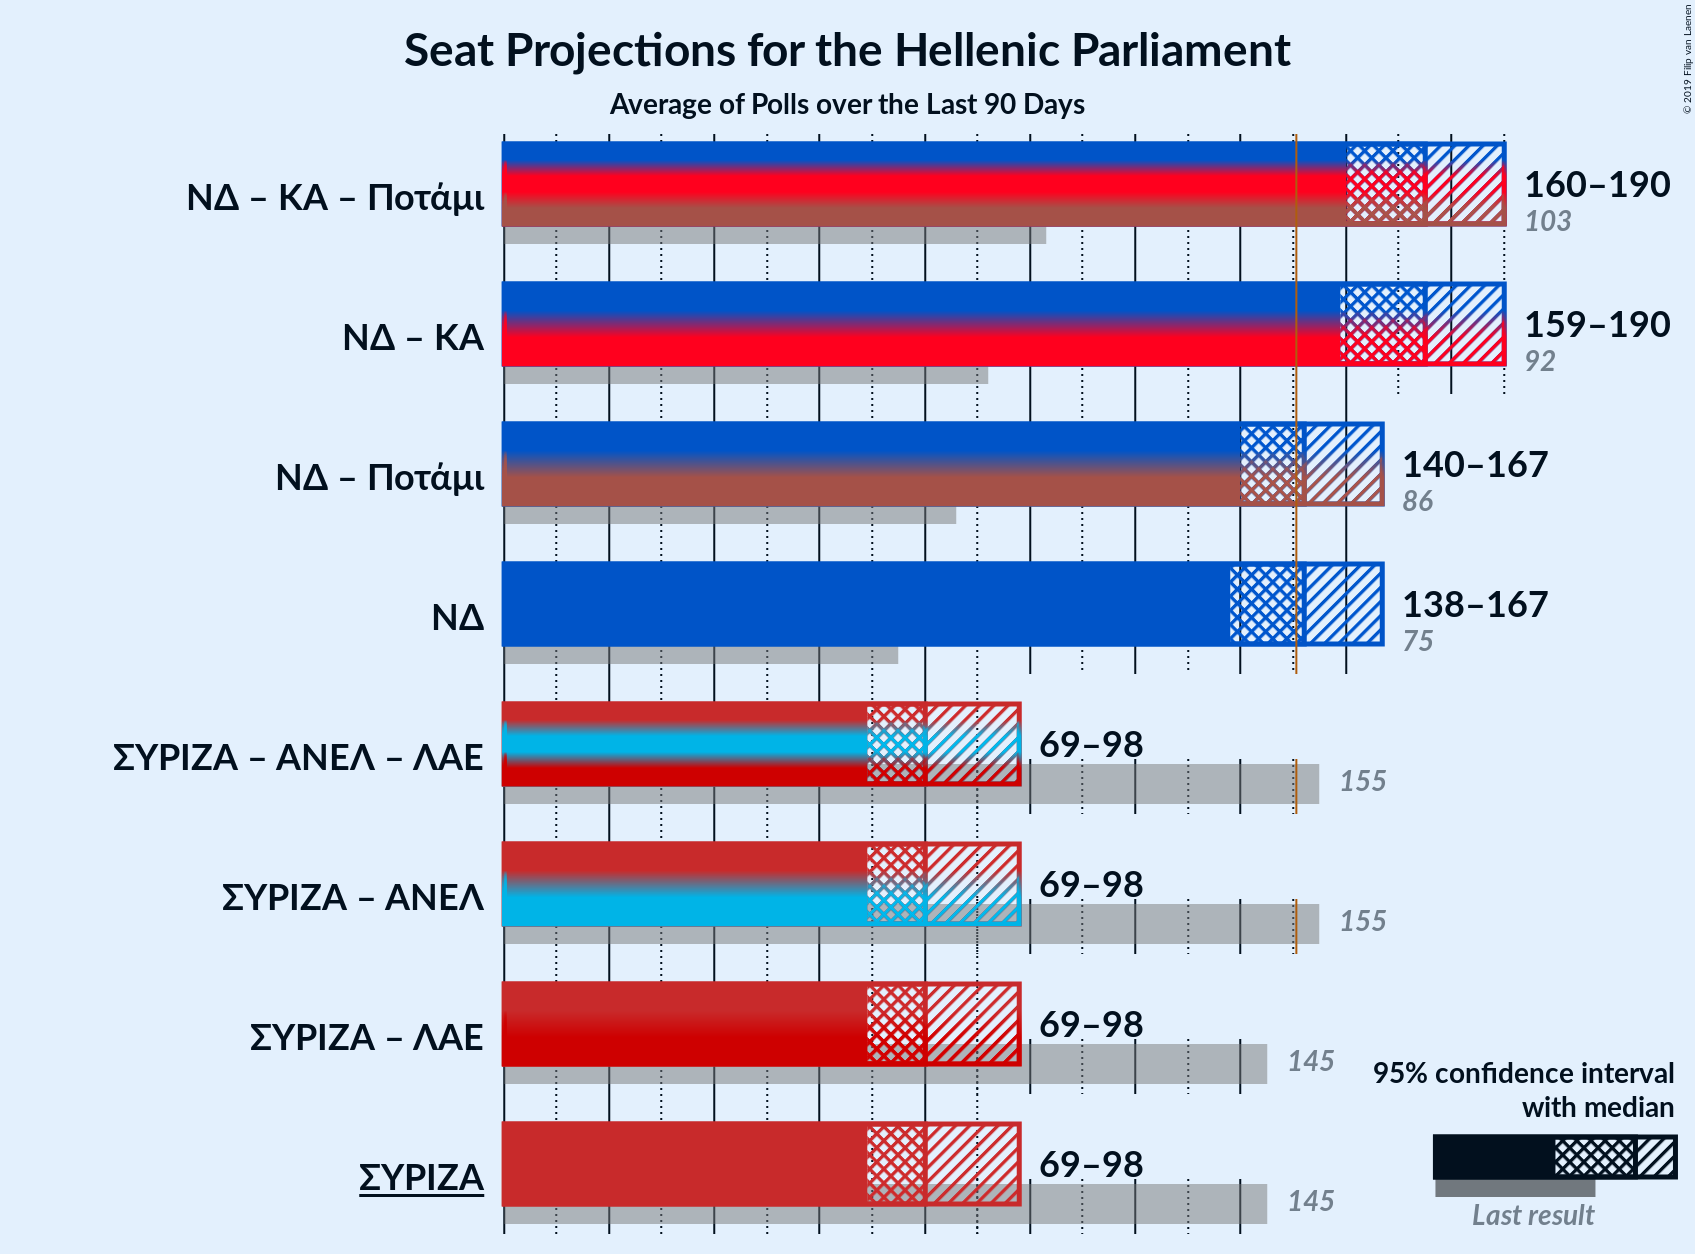 Seat Projections for the Hellenic Parliament
Average of Polls over the Last 90 Days
© 2019 Filip van Laenen
ΝΔ – ΚΑ – Ποτάμι
160–190
103
ΝΔ – ΚΑ
159–190
92
ΝΔ – Ποτάμι
140–167
86
ΝΔ
138–167
75
ΣΥΡΙΖΑ – ΑΝΕΛ – ΛΑΕ
69–98
155
ΣΥΡΙΖΑ – ΑΝΕΛ
69–98
155
ΣΥΡΙΖΑ – ΛΑΕ
69–98
145
ΣΥΡΙΖΑ
69–98
145
95% confidence interval
with median
Last result